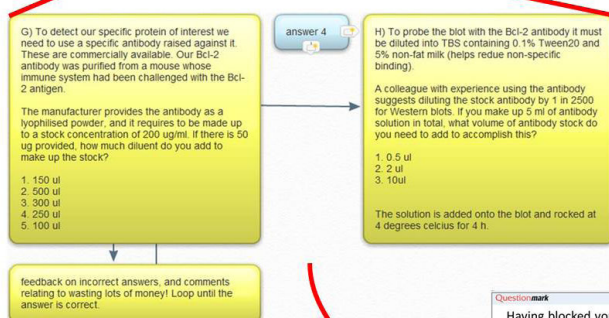 G) To detect our specific protein of interest we
need to use a specific antibody raised against it.
These are commercially available. Our Bcl-2
antibody was purified from a mouse whose
immune system had been challenged with the Bcl-
2 antigen.
The manufacturer provides the antibody as a
lyophilised powder, and it requires to be made up
to a stock concentration of 200 ug/ml. If there is 50
ug provided, how much diluent do you add to
make up the stock?
1. 150 ul
2. 500 ul
3. 300 ul
4. 250 ul
5. 100 ul
answer 4
H) To probe the blot with the Bcl-2 antibody it must
be diluted into TBS containing 0.1% Tween20 and
5% non-fat milk (helps redue non-specific
binding).
A colleague with experience using the antibody
suggests diluting the stock antibody by 1 in 2500
for Western blots. If you make up 5 ml of antibody
solution in total, what volume of antibody stock do
you need to add to accomplish this?
1. 0.5 ul
2. 2 ul
3. 10ul
The solution is added onto the blot and rocked at
4 degrees celcius for 4 h.
feedback on incorrect answers, and comments
relating to wasting lots of money! Loop until the
answer is correct.
Questionmark
Having blocked yo